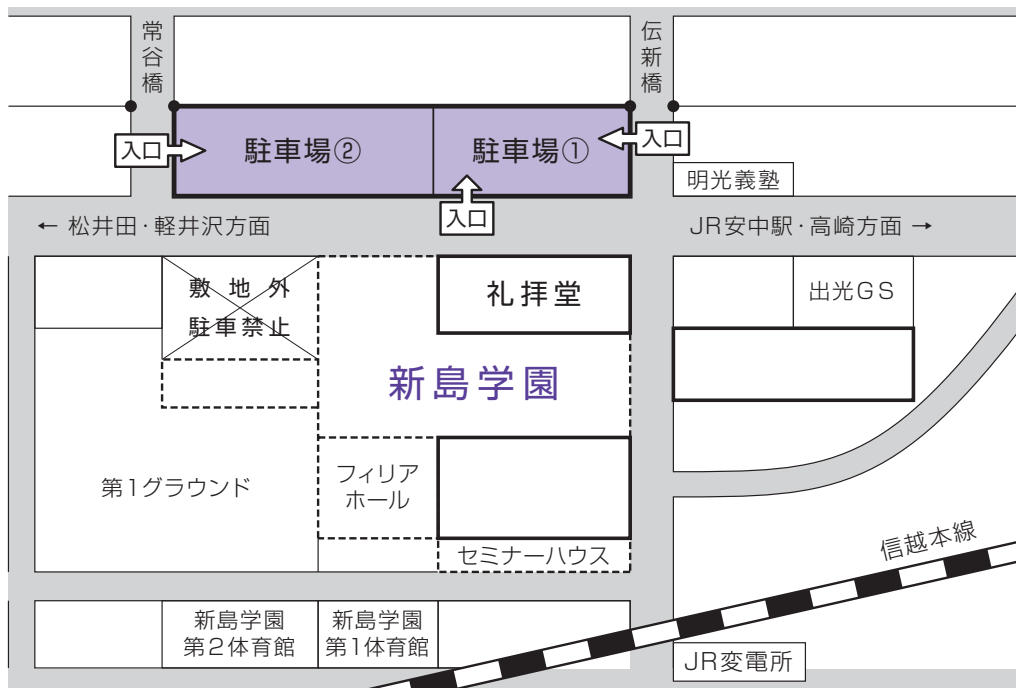 常谷橋
伝新橋
入口
駐車場②
駐車場①
入口
明光義塾
入口
← 松井田・軽井沢方面
JR安中駅・高崎方面 →
敷地外
駐車禁止
礼拝堂
出光GS
新島学園
第1グラウンド
フィリア
ホール
セミナーハウス
信越本線
新島学園
第2体育館
新島学園
第1体育館
JR変電所